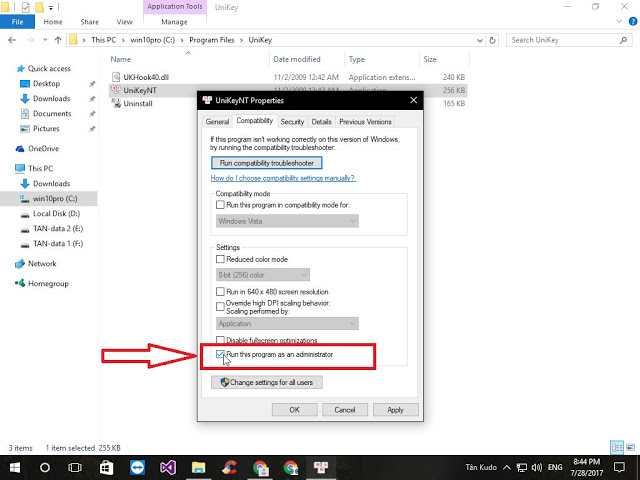 Application Tools
UniKey
File
Home
Share
View
Manage
This PC
win10pro (C:)
Program Files
UniKey
Search UniKey
Name
Date modified
Type
Size
Quick access
Desktop
Downloads
Documents
Pictures
OneDrive
This PC
Downloads
win10pro (C:)
Local Disk (D:)
TAN-data 2 (E:)
TAN-data 1 (F:)
Network
Homegroup
UKHook40.dll
11/2/2009 12:42 AM
Application extens...
240 KB
UniKeyNT
256 KB
Uninstall
165 KB
UniKeyNT Properties
General
Compatibility
Security
Details
Previous Versions
If this program isn't working correctly on this version of Windows,
try running the compatibility troubleshooter.
Run compatibility troubleshooter
How do I choose compatibility settings manually?
Compatibility mode
Run this program in compatibility mode for:
Windows Vista
Settings
Reduced color mode
8-bit (256) color
Run in 640 x 480 screen resolution
Override high DPI scaling behavior.
Scaling performed by:
Application
Disable fullscreen optimizations
Run this program as an administrator
Change settings for all users
OK
Cancel
Apply
3 items
1 item selected 255 KB
Tân Kudo
ENG
8:44 PM
7/28/2017